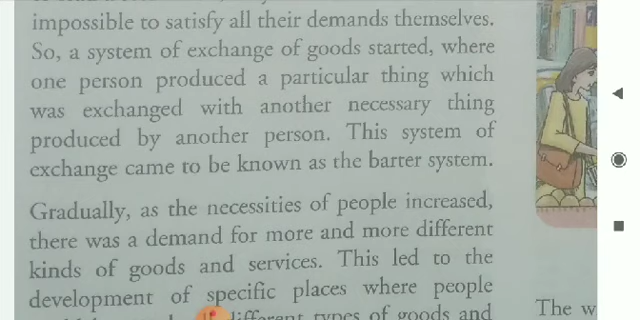 impossible to satisfy all their demands themselves.
So, a system of exchange of goods started, where
one person produced a particular thing which
was exchanged with another necessary thing
produced by another person. This system of
exchange came to be known as the barter system.
Gradually, as the necessities of people increased,
there was a demand for more and more different
kinds of goods and services. This led to the
development of specific places where people
different types of goods and
The w